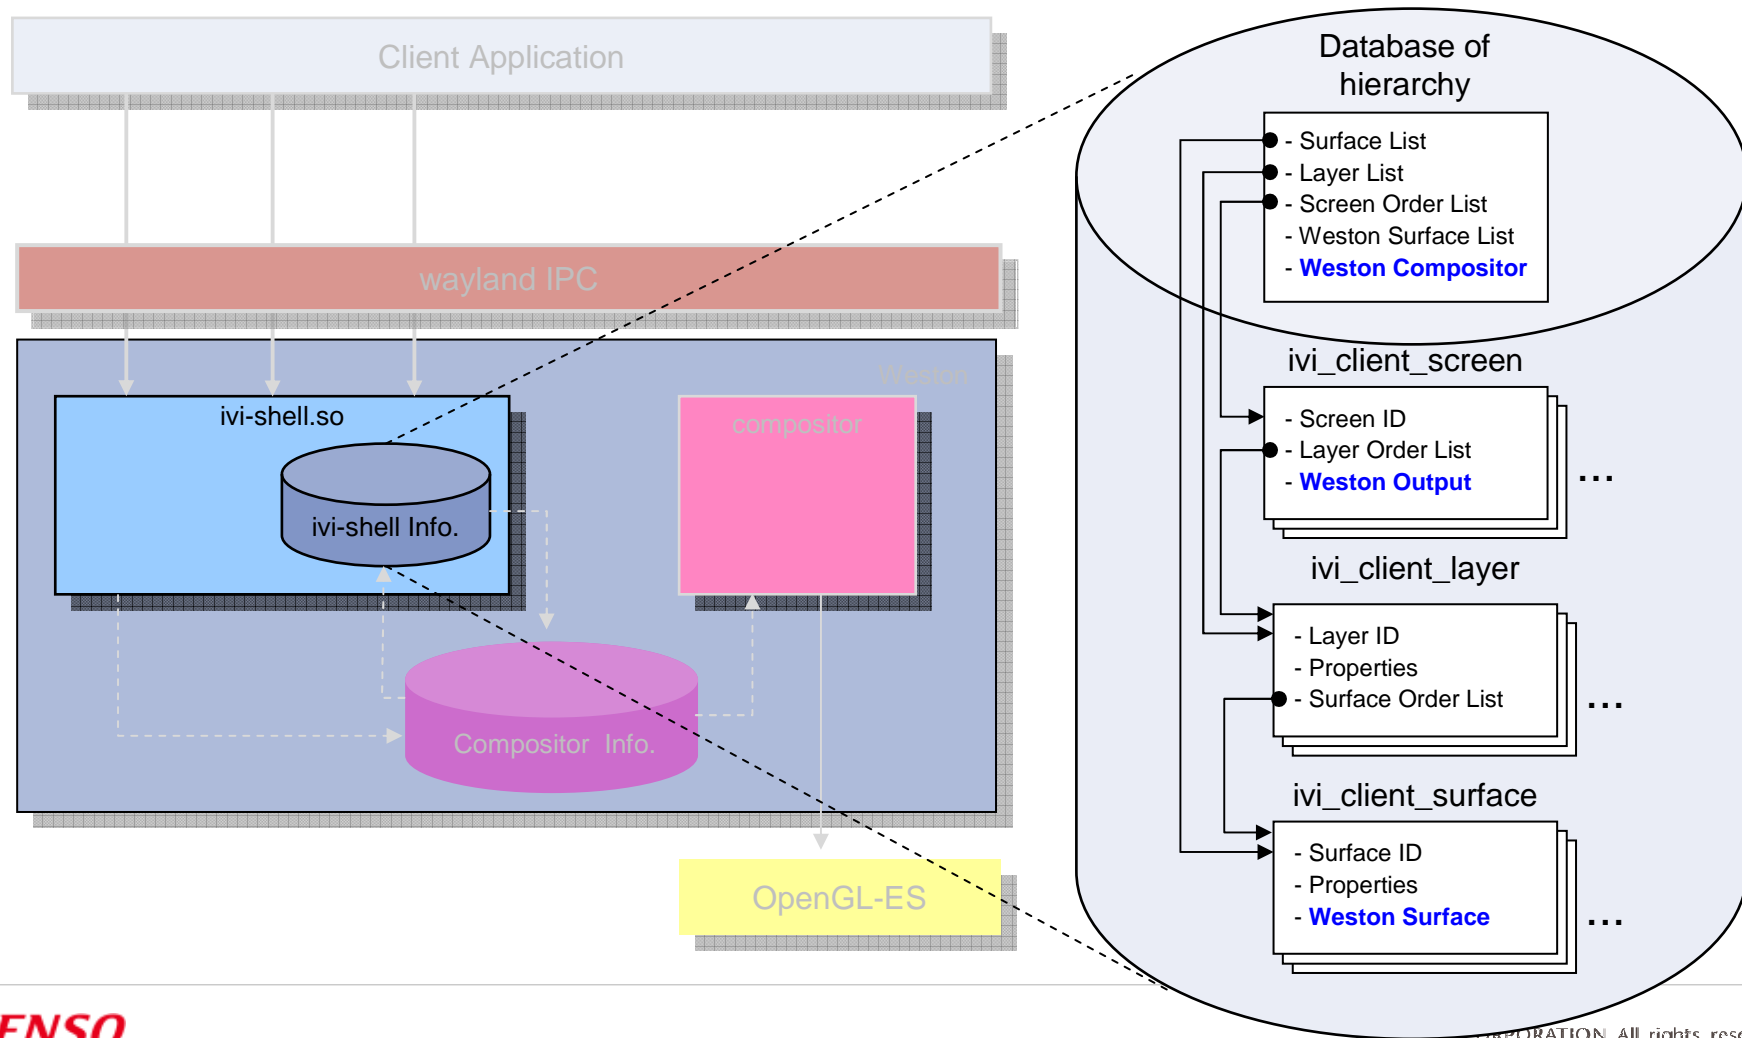 Client Application
wayland IPC
Weston
ivi-shell.so
ivi-shell Info.
compositor
Compositor Info.
OpenGL-ES
Database of
hierarchy
- Surface List
- Layer List
- Screen Order List
- Weston Surface List
- Weston Compositor
ivi_client_screen
- Screen ID
- Layer Order List
- Weston Output
...
ivi_client_layer
- Layer ID
- Properties
- Surface Order List
...
ivi_client_surface
- Surface ID
- Properties
- Weston Surface
...
ENSO
All rights